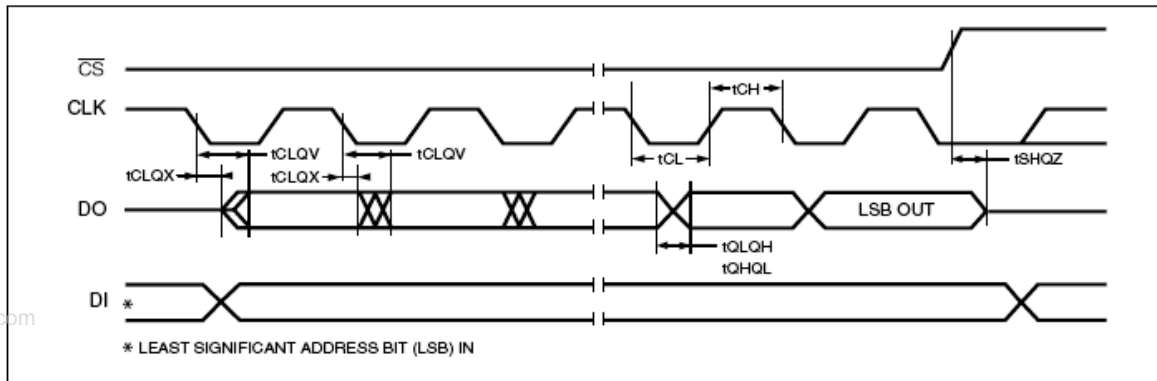 CS
CLK
tCH
tCLQV
tCLQV
tCL
tSHQZ
tCLQX
tCLQX
DO
LSB OUT
tQLQH
tQHQL
DI *
com
* LEAST SIGNIFICANT ADDRESS BIT (LSB) IN